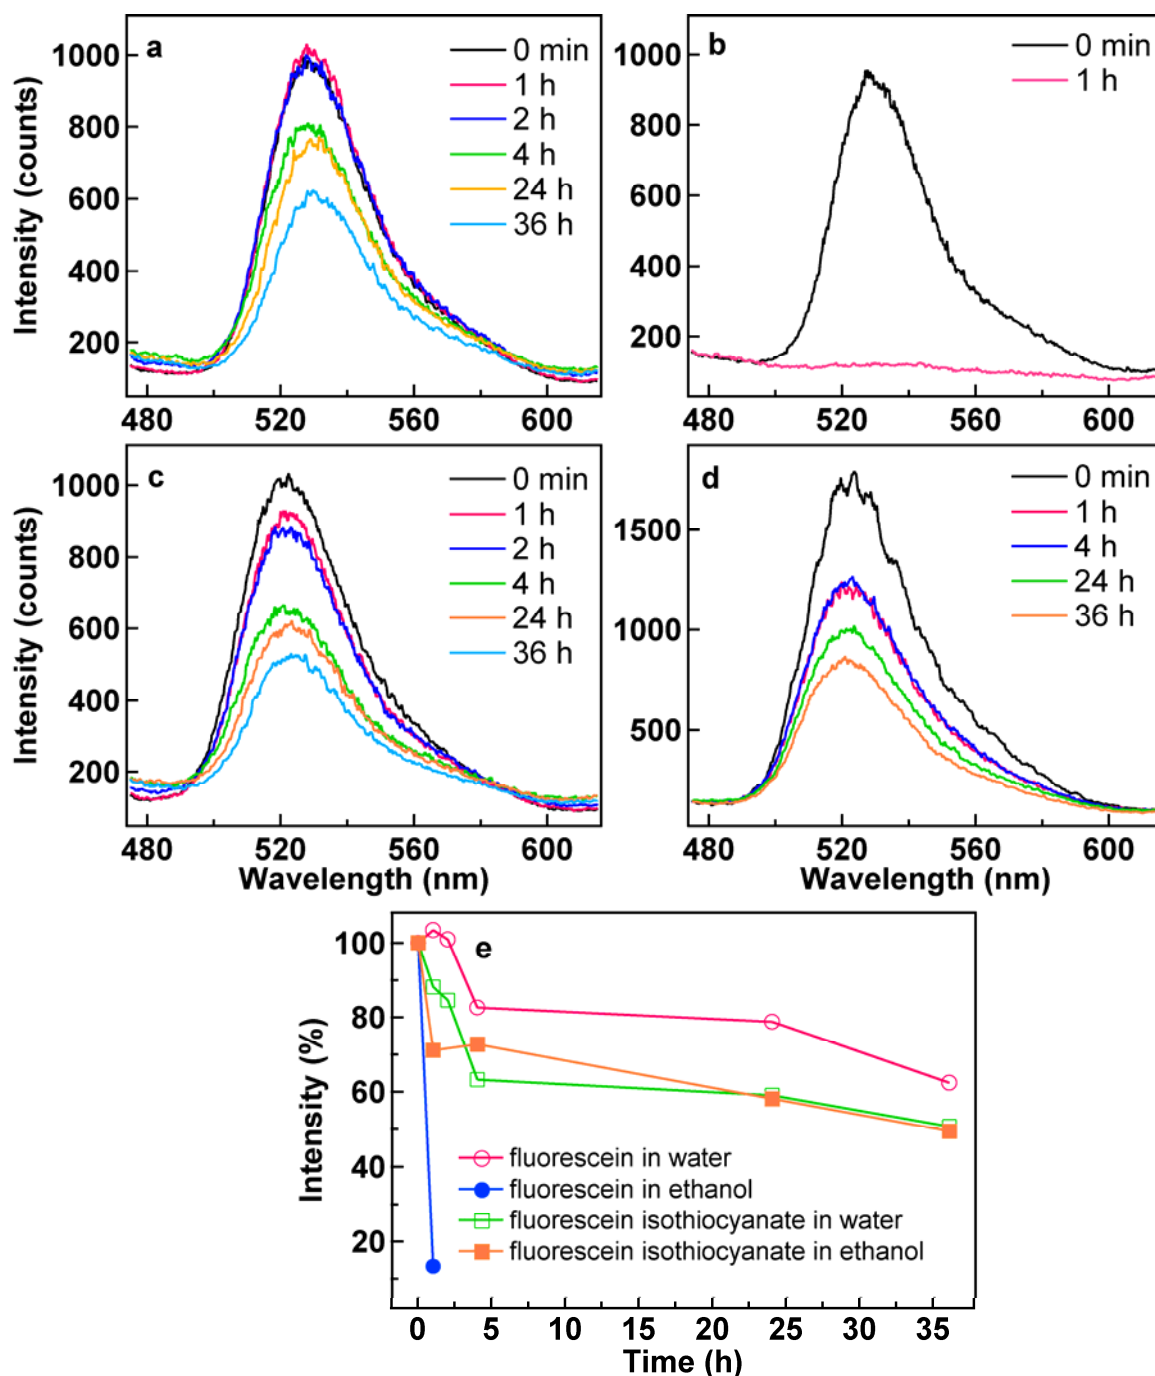 a
0 min
1 h
2 h
4 h
24 h
36 h
1000
800
600
400
200
Intensity (counts)
480
520
560
600
b
0 min
1 h
1000
800
600
400
200
480
520
560
600
c
0 min
1 h
2 h
4 h
24 h
36 h
1000
800
600
400
200
Intensity (counts)
480
520
560
600
Wavelength (nm)
d
0 min
1 h
4 h
24 h
36 h
1500
1000
500
480
520
560
600
Wavelength (nm)
e
100
80
60
40
20
Intensity (%)
fluorescein in water
fluorescein in ethanol
fluorescein isothiocyanate in water
fluorescein isothiocyanate in ethanol
0
5
10
15
20
25
30
35
Time (h)